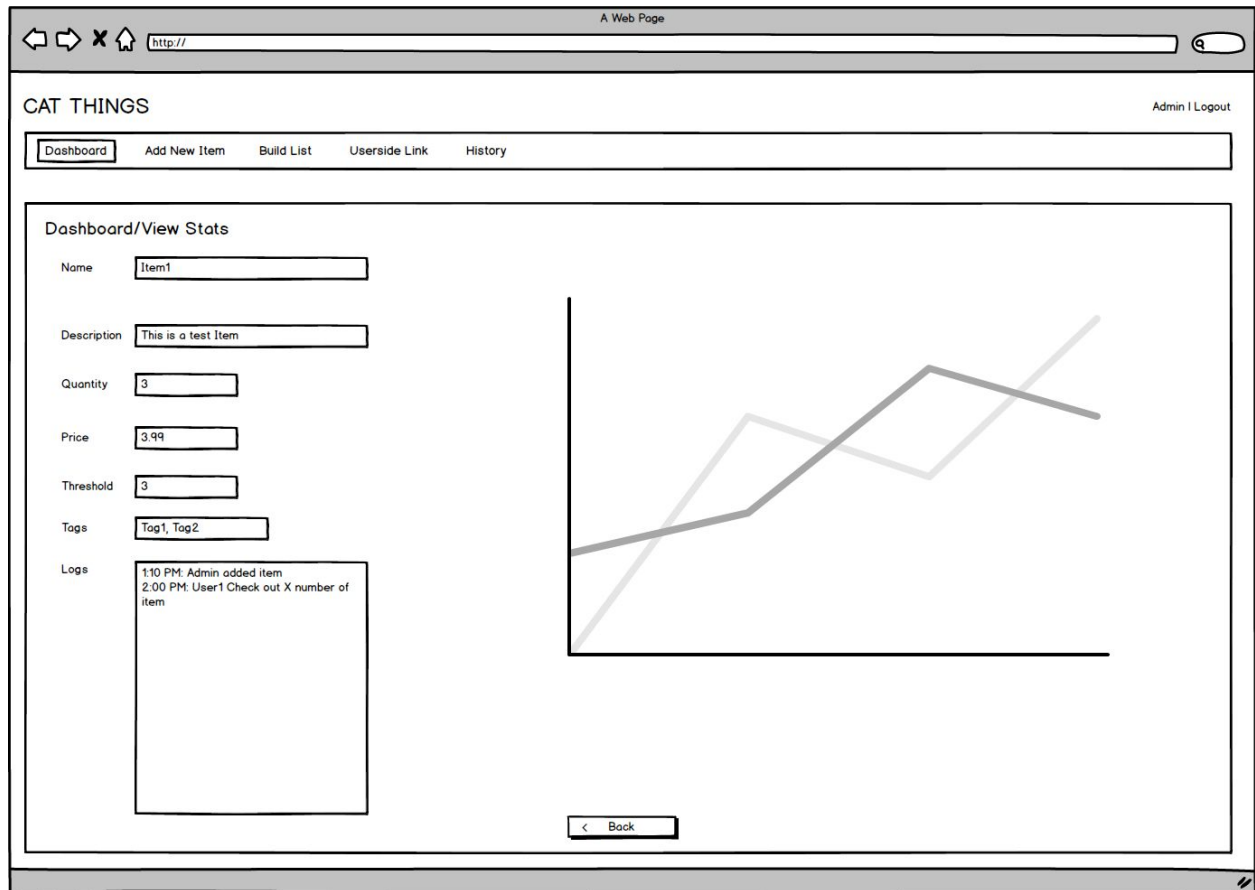 A Web Page
http://
CAT THINGS
Admin | Logout
Dashboard Add New Item Build List Userside Link History
Dashboard/View Stats
Name Item1
Description This is a test Item
Quantity 3
Price 3.99
Threshold 3
Tags Tag1, Tag2
Logs 1:10 PM: Admin added item
2:00 PM: User1 Check out X number of
item
< Back